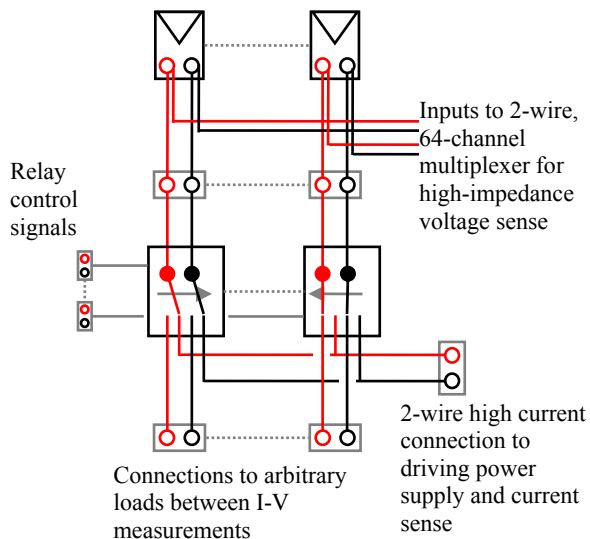 Inputs to 2-wire,
64-channel
multiplexer for
high-impedance
voltage sense
Relay
control
signals
2-wire high current
connection to
driving power
supply and current
sense
Connections to arbitrary
loads between I-V
measurements